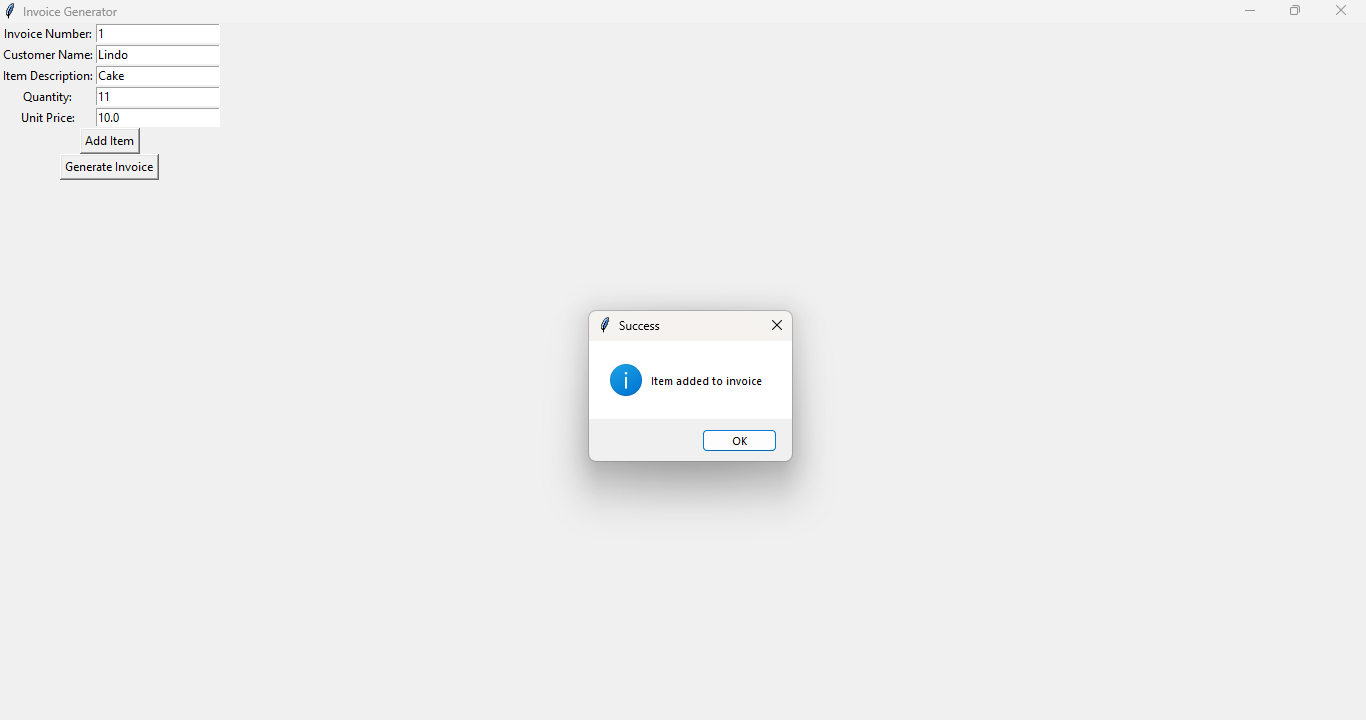 Invoice Generator
Invoice Number: 1
Customer Name: Lindo
Item Description: Cake
Quantity: 11
Unit Price: 10.0
Add Item
Generate Invoice
Success
Item added to invoice
OK